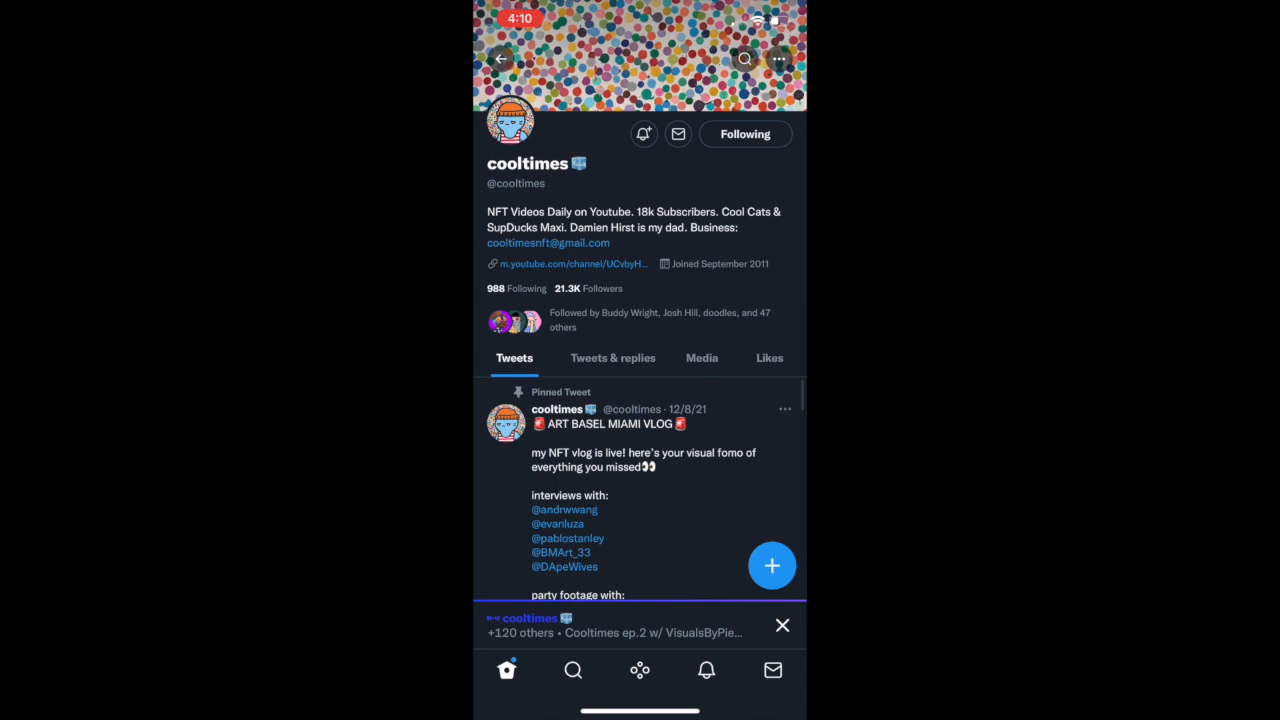 4:10
Following
cooltimes
@cooltimes
NFT Videos Daily on Youtube. 18k Subscribers. Cool Cats &
SupDucks Maxi. Damien Hirst is my dad. Business:
cooltimesnft@gmail.com
m.youtube.com/channel/UCvbyH... Joined September 2011
988 Following 21.3K Followers
Followed by Buddy Wright, Josh Hill, doodles, and 47
others
Tweets Tweets & replies Media Likes
Pinned Tweet
cooltimes @cooltimes · 12/8/21
🚨ART BASEL MIAMI VLOG🚨
my NFT vlog is live! here's your visual fomo of
everything you missed👀
interviews with:
@andrwwang
@evanluza
@pablostanley
@BMArt_33
@DApeWives
party footage with:
cooltimes
+120 others • Cooltimes ep.2 w/ VisualsByPie...